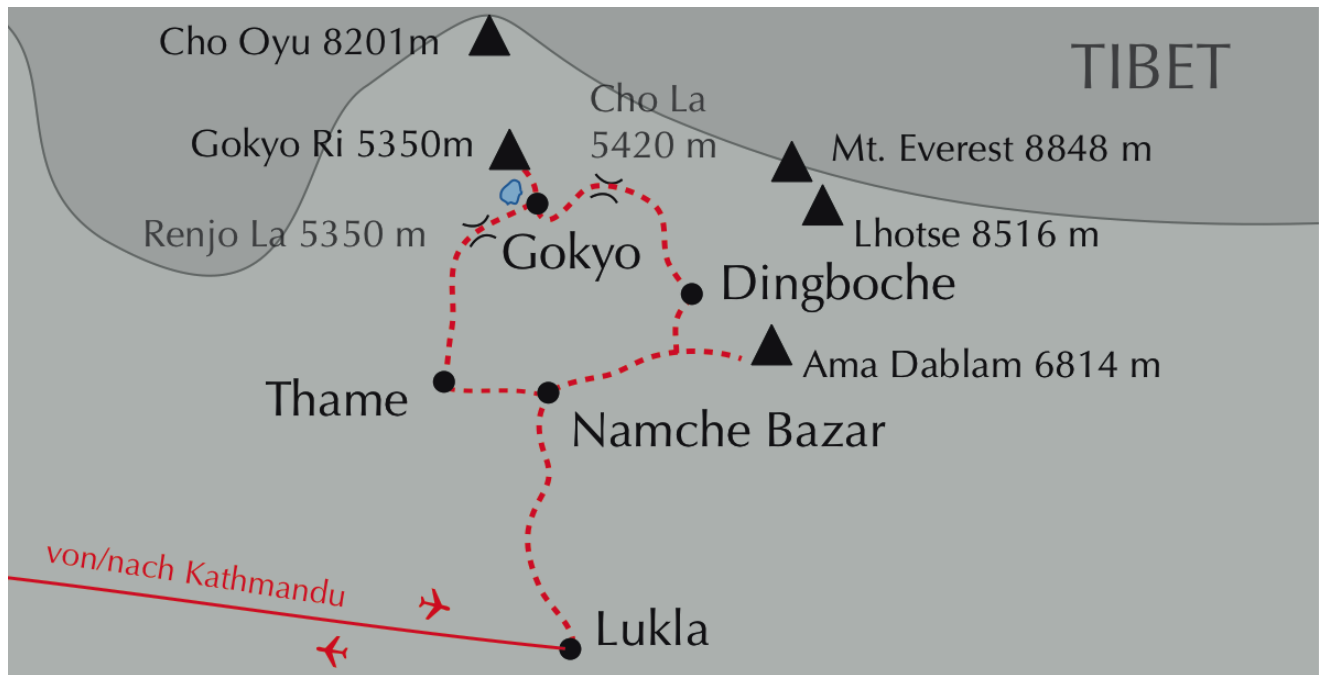 Cho Oyu 8201m
TIBET
Cho La
5420 m
Gokyo Ri 5350m
Mt. Everest 8848 m
Renjo La 5350 m
Lhotse 8516 m
Gokyo
Dingboche
Ama Dablam 6814 m
Thame
Namche Bazar
von/nach Kathmandu
Lukla